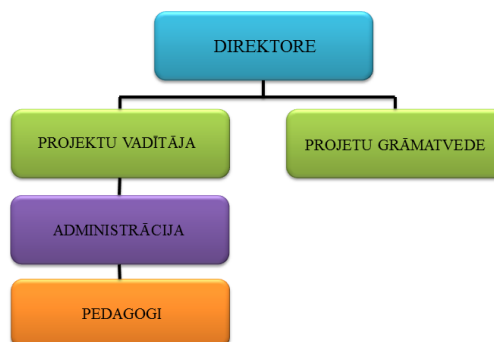 DIREKTORE
PROJEKTU VADĪTĀJA
PROJETU GRĀMATVEDE
ADMINISTRĀCIJA
PEDAGOGI